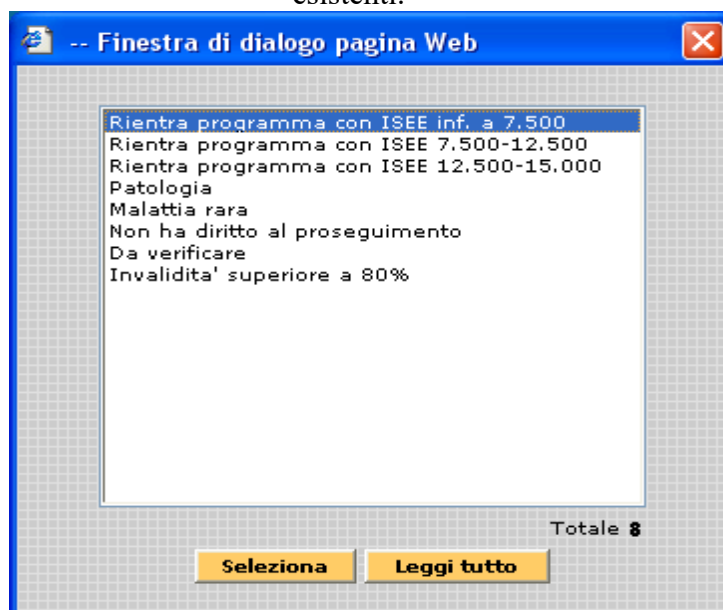 esistenti.
-- Finestra di dialogo pagina Web
Rientra programma con ISEE inf. a 7.500
Rientra programma con ISEE 7.500-12.500
Rientra programma con ISEE 12.500-15.000
Patologia
Malattia rara
Non ha diritto al proseguimento
Da verificare
Invalidita' superiore a 80%
Totale 8
Seleziona Leggi tutto